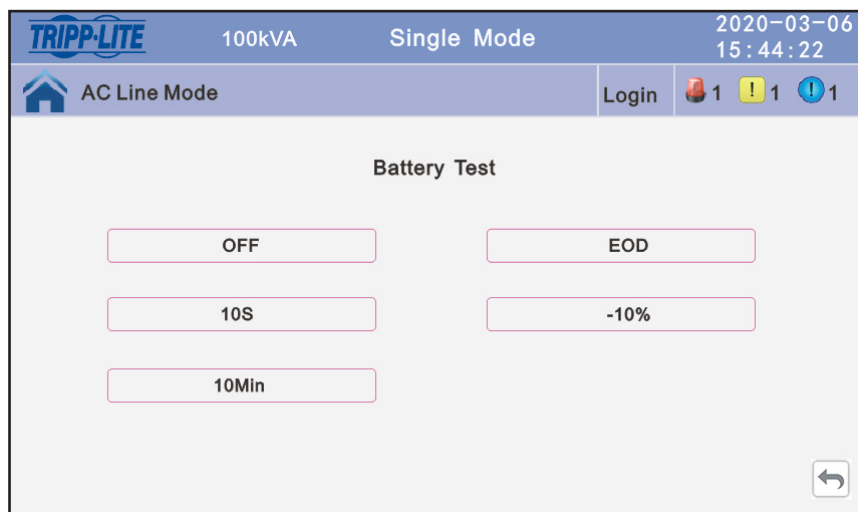 TRIPP·LITE 100kVA Single Mode 2020-03-06
15:44:22
AC Line Mode Login 1 ! 1 ! 1
Battery Test
OFF EOD
10S -10%
10Min